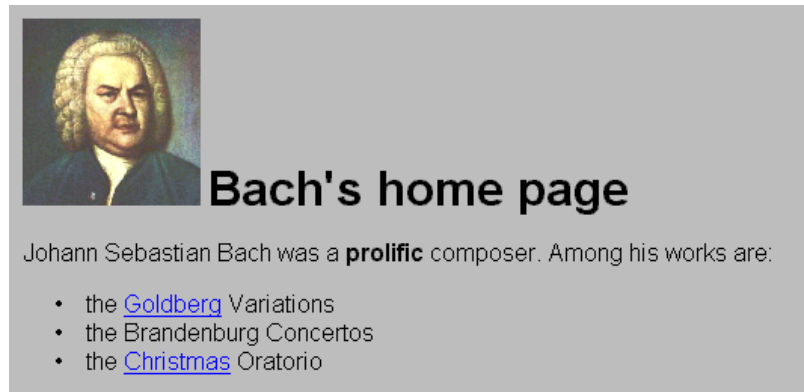 Bach's home page
Johann Sebastian Bach was a prolific composer. Among his works are:
• the Goldberg Variations
• the Brandenburg Concertos
• the Christmas Oratorio